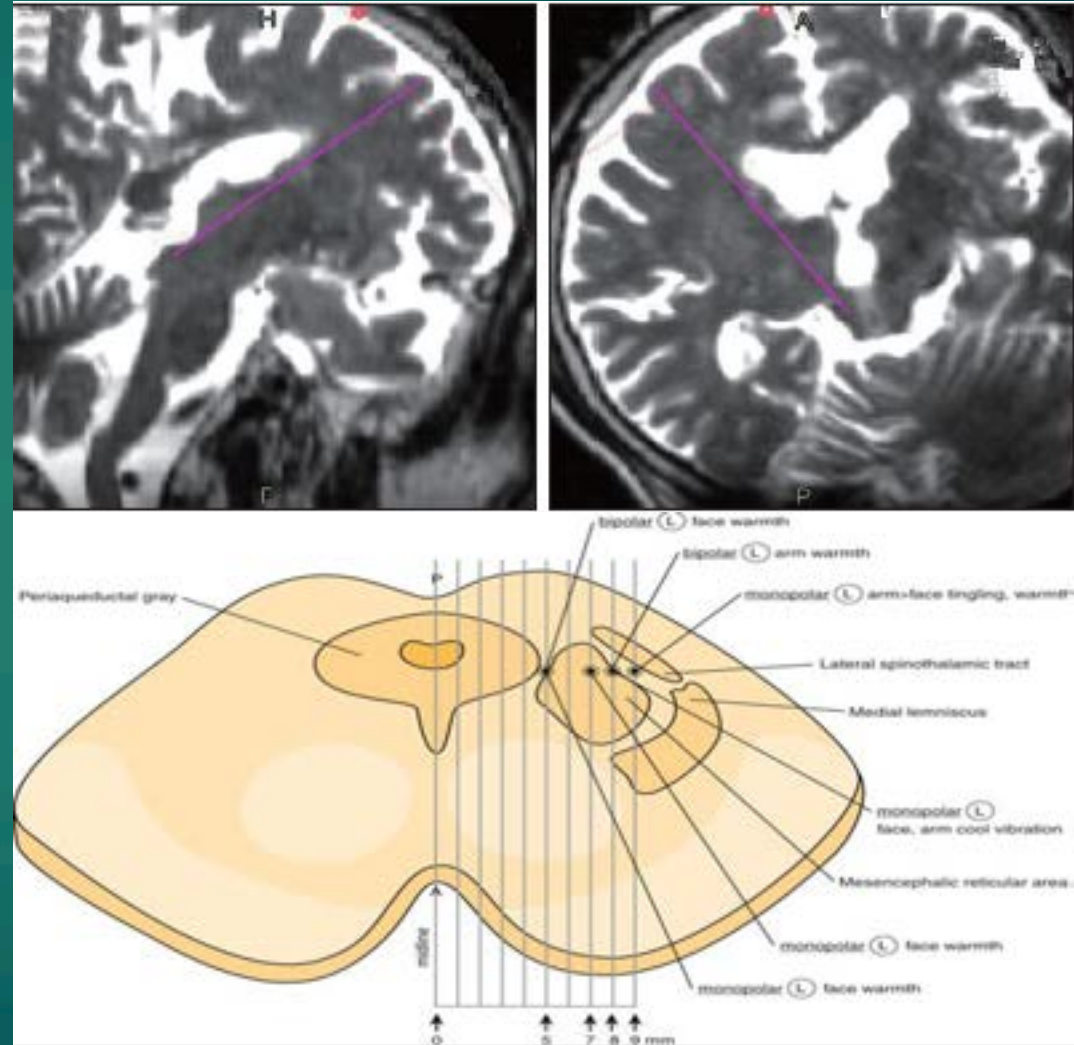 H
A
P
bipolar Ⓛ face warmth
bipolar Ⓛ arm warmth
P
Periaqueductal gray
monopolar Ⓛ arm>face tingling, warmth
Lateral spinothalamic tract
Medial lemniscus
monopolar Ⓛ
face, arm cool vibration
Mesencephalic reticular area
monopolar Ⓛ face warmth
midline
monopolar Ⓛ face warmth
0 5 7 8 9 mm